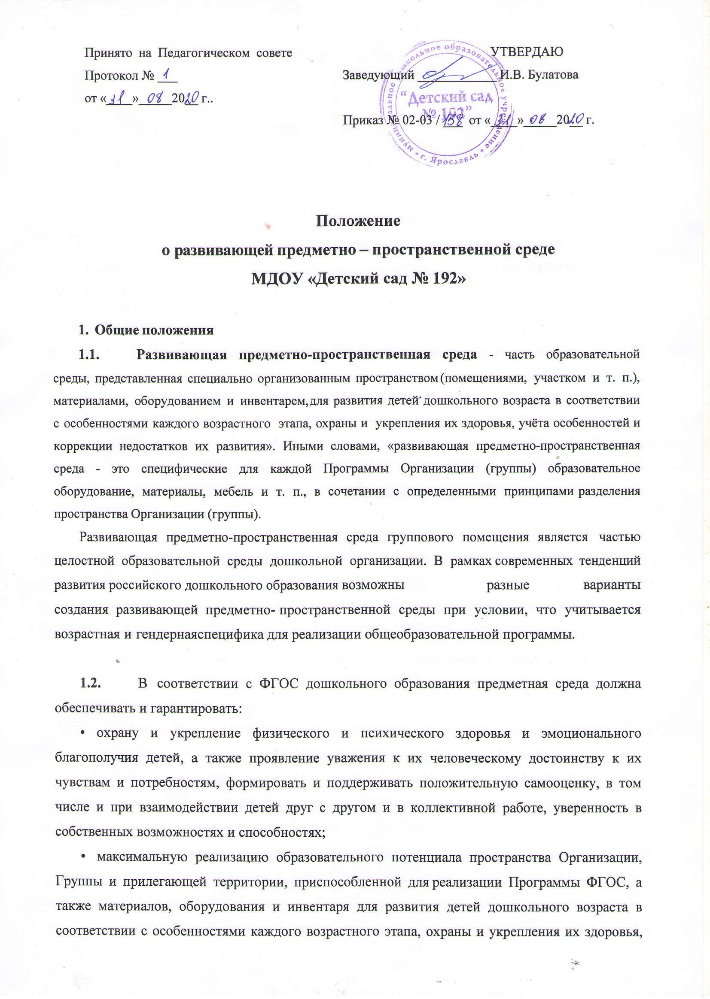 Принято на Педагогическом совете
Протокол № 1
от «31» 08 2020 г..
УТВЕРДАЮ
Заведующий И.В. Булатова
Приказ № 02-03 / 158 от «31» 08 2020 г.
муниципальное дошкольное образовательное учреждение * г. Ярославль *
“Детский сад
№ 192”
Положение
о развивающей предметно – пространственной среде
МДОУ «Детский сад № 192»
1. Общие положения
1.1. Развивающая предметно-пространственная среда - часть образовательной
среды, представленная специально организованным пространством (помещениями, участком и т. п.),
материалами, оборудованием и инвентарем, для развития детей дошкольного возраста в соответствии
с особенностями каждого возрастного этапа, охраны и укрепления их здоровья, учёта особенностей и
коррекции недостатков их развития». Иными словами, «развивающая предметно-пространственная
среда - это специфические для каждой Программы Организации (группы) образовательное
оборудование, материалы, мебель и т. п., в сочетании с определенными принципами разделения
пространства Организации (группы).
Развивающая предметно-пространственная среда группового помещения является частью
целостной образовательной среды дошкольной организации. В рамках современных тенденций
развития российского дошкольного образования возможны разные варианты
создания развивающей предметно- пространственной среды при условии, что учитывается
возрастная и гендернаяспецифика для реализации общеобразовательной программы.
1.2. В соответствии с ФГОС дошкольного образования предметная среда должна
обеспечивать и гарантировать:
• охрану и укрепление физического и психического здоровья и эмоционального
благополучия детей, а также проявление уважения к их человеческому достоинству к их
чувствам и потребностям, формировать и поддерживать положительную самооценку, в том
числе и при взаимодействии детей друг с другом и в коллективной работе, уверенность в
собственных возможностях и способностях;
• максимальную реализацию образовательного потенциала пространства Организации,
Группы и прилегающей территории, приспособленной для реализации Программы ФГОС, а
также материалов, оборудования и инвентаря для развития детей дошкольного возраста в
соответствии с особенностями каждого возрастного этапа, охраны и укрепления их здоровья,